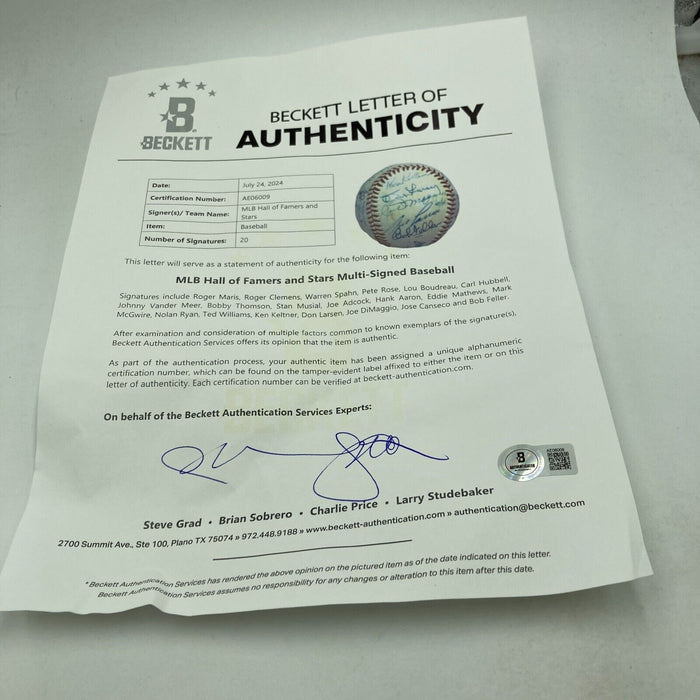 B
BECKETT
BECKETT LETTER OF
AUTHENTICITY
Date: July 24, 2024
Certification Number: AE06009
Signer(s)/ Team Name: MLB Hall of Famers and Stars
Item: Baseball
Number of Signatures: 20
This letter will serve as a statement of authenticity for the following item:
MLB Hall of Famers and Stars Multi-Signed Baseball
Signatures include Roger Maris, Roger Clemens, Warren Spahn, Pete Rose, Lou Boudreau, Carl Hubbell,
Johnny Vander Meer, Bobby Thomson, Stan Musial, Joe Adcock, Hank Aaron, Eddie Mathews, Mark
McGwire, Nolan Ryan, Ted Williams, Ken Keltner, Don Larsen, Joe DiMaggio, Jose Canseco and Bob Feller.
After examination and consideration of multiple factors common to known exemplars of the signature(s),
Beckett Authentication Services offers its opinion that the item is authentic.
As part of the authentication process, your authentic item has been assigned a unique alphanumeric
certification number, which can be found on the tamper-evident label affixed to either the item or on this
letter of authenticity. Each certification number can be verified at beckett-authentication.com.
On behalf of the Beckett Authentication Services Experts:
B
AE06009
Steve Grad • Brian Sobrero • Charlie Price • Larry Studebaker
2700 Summit Ave., Ste 100, Plano TX 75074 » 972.448.9188 » www.beckett-authentication.com » authentication@beckett.com
* Beckett Authentication Services has rendered the above opinion on the pictured item as of the date indicated on this letter.
Beckett Authentication Services assumes no responsibility for any changes or alteration to this item after this date.